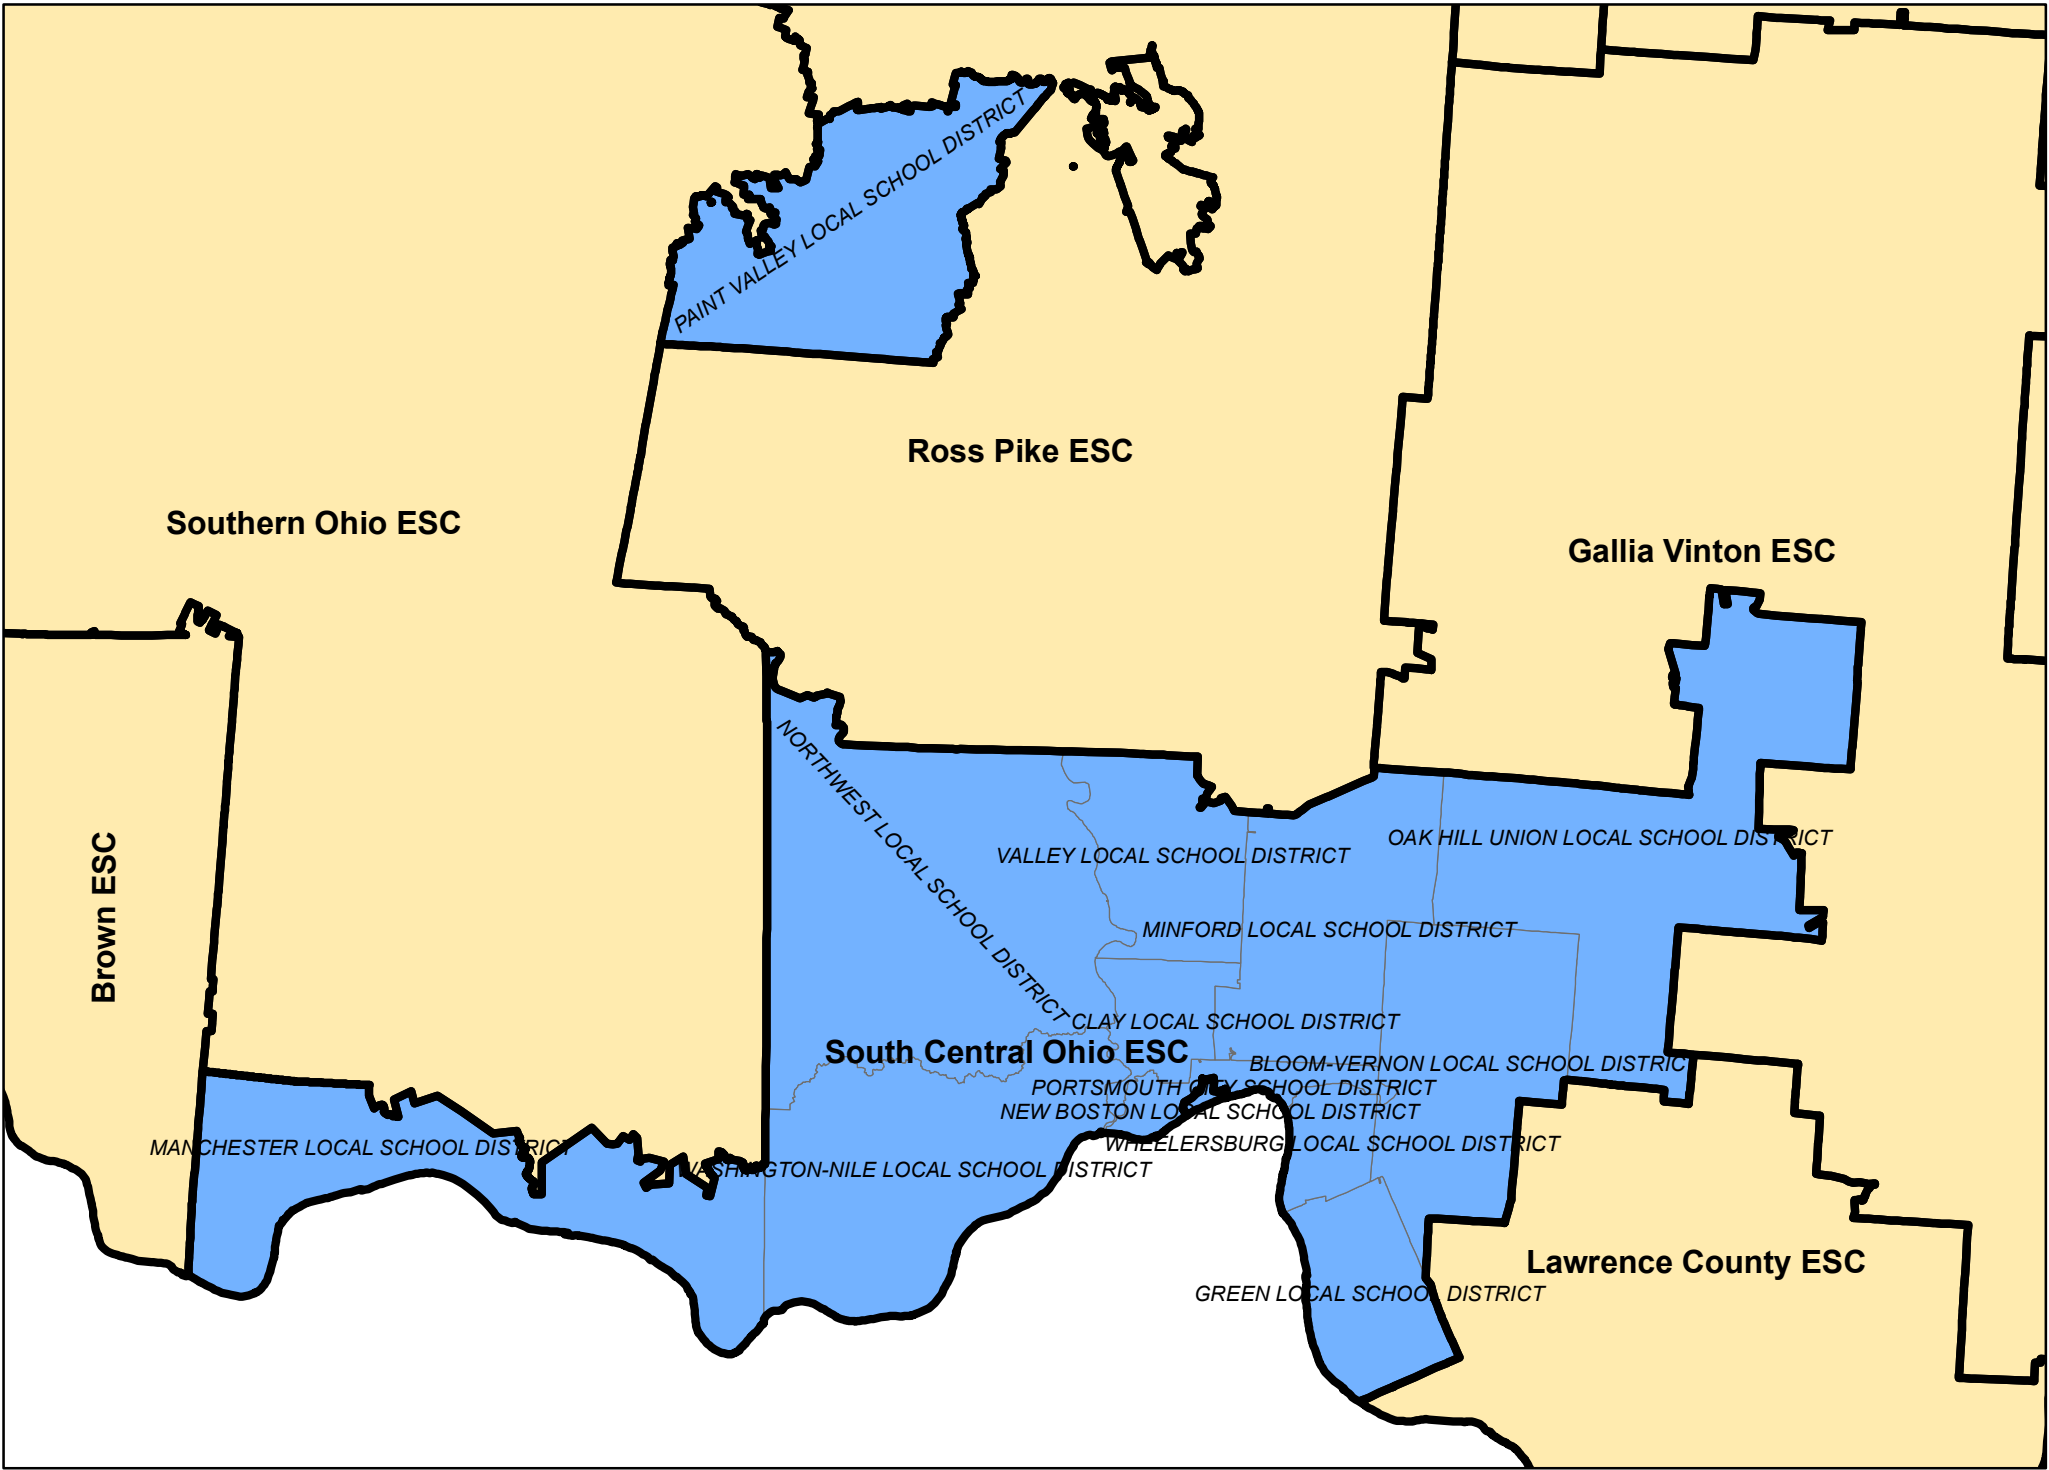 PAINT VALLEY LOCAL SCHOOL DISTRICT
Ross Pike ESC
Southern Ohio ESC
Gallia Vinton ESC
NORTHWEST LOCAL SCHOOL DISTRICT
OAK HILL UNION LOCAL SCHOOL DISTRICT
VALLEY LOCAL SCHOOL DISTRICT
Brown ESC
MINFORD LOCAL SCHOOL DISTRICT
CLAY LOCAL SCHOOL DISTRICT
South Central Ohio ESC
BLOOM-VERNON LOCAL SCHOOL DISTRIC
PORTSMOUTH CITY SCHOOL DISTRICT
NEW BOSTON LOCAL SCHOOL DISTRICT
WHEELERSBURG LOCAL SCHOOL DISTRICT
MANCHESTER LOCAL SCHOOL DISTRICT
WASHINGTON-NILE LOCAL SCHOOL DISTRICT
Lawrence County ESC
GREEN LOCAL SCHOOL DISTRICT